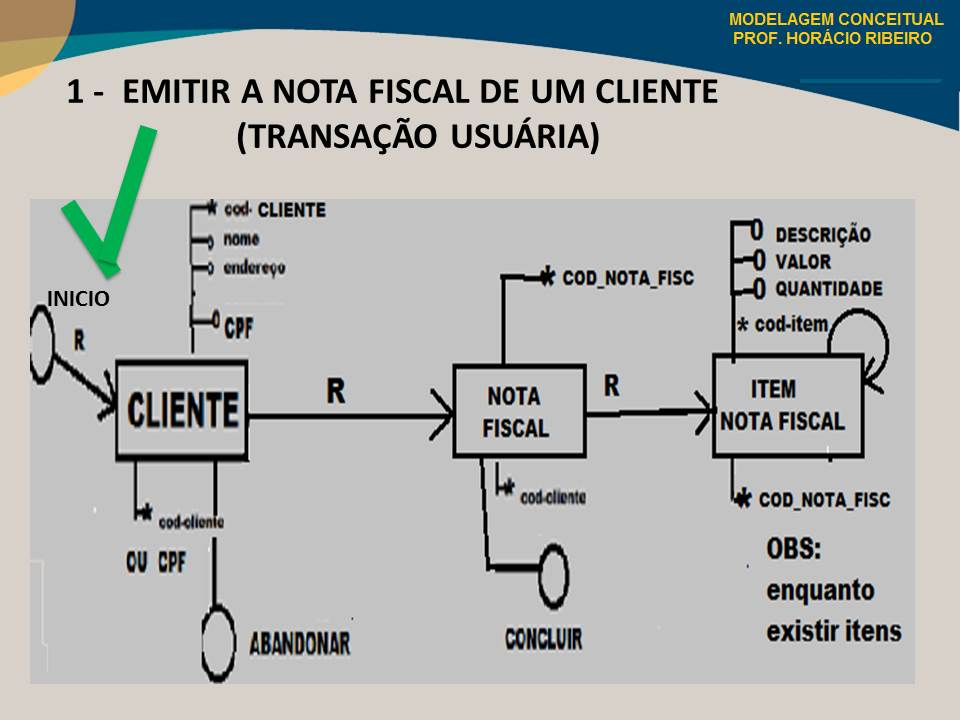 MODELAGEM CONCEITUAL
PROF. HORÁCIO RIBEIRO
1 - EMITIR A NOTA FISCAL DE UM CLIENTE
(TRANSAÇÃO USUÁRIA)
INICIO
R
* cod- CLIENTE
nome
endereço
CPF
CLIENTE
* cod-cliente
OU CPF
ABANDONAR
R
* COD_NOTA_FISC
NOTA
FISCAL
* cod-cliente
CONCLUIR
R
DESCRIÇÃO
VALOR
QUANTIDADE
* cod-item
ITEM
NOTA FISCAL
* COD_NOTA_FISC
OBS:
enquanto
existir itens